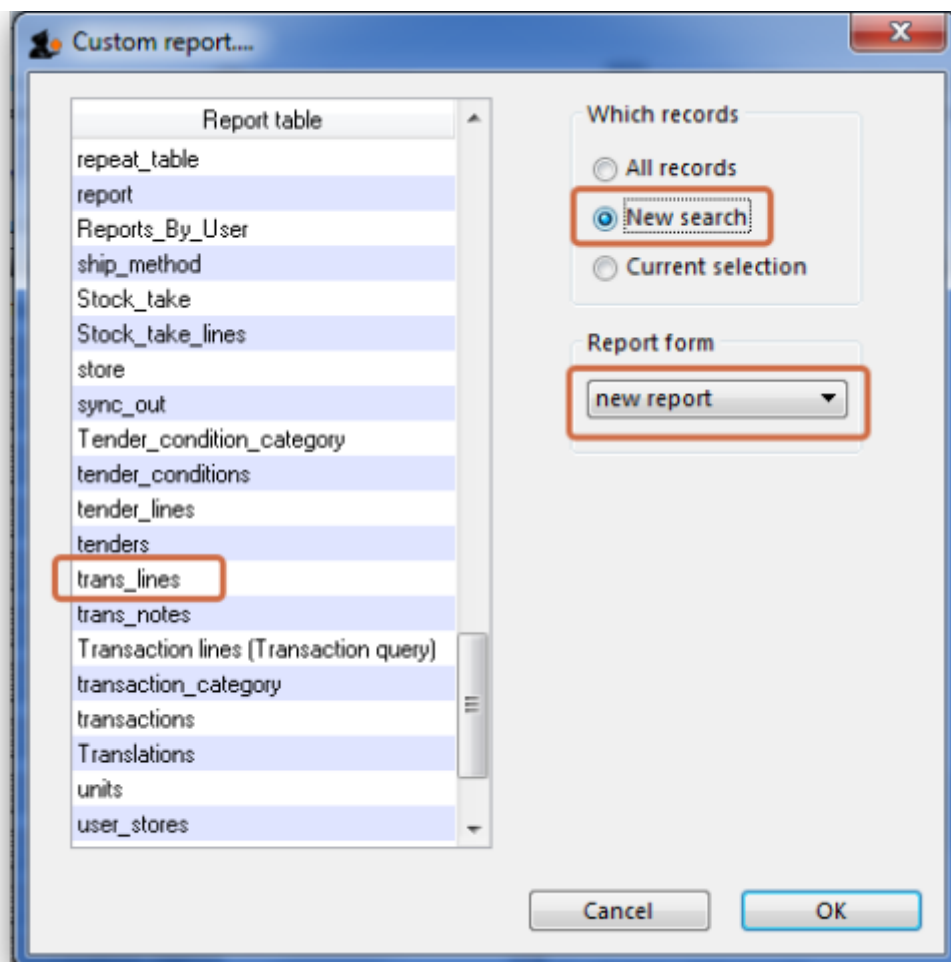 Custom report....
Report table
repeat_table
report
Reports_By_User
ship_method
Stock_take
Stock_take_lines
store
sync_out
Tender_condition_category
tender_conditions
tender_lines
tenders
trans_lines
trans_notes
Transaction lines (Transaction query)
transaction_category
transactions
Translations
units
user_stores
Which records
All records
New search
Current selection
Report form
new report
Cancel
OK